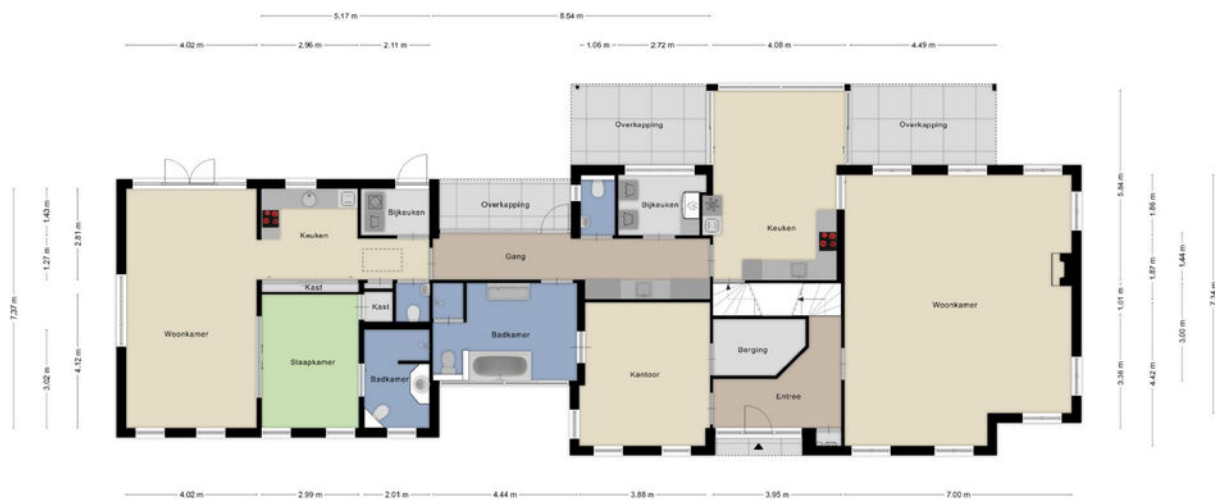 5.17 m
8.54 m
4.02 m
2.96 m
2.11 m
1.06 m
2.72 m
4.08 m
4.49 m
Overkapping
Overkapping
Bijkeuken
Overkapping
Bijkeuken
Keuken
Keuken
Gang
Kast
Kast
Woonkamer
Slaapkamer
Badkamer
Badkamer
Kantoor
Berging
Entree
Woonkamer
7.37 m
1.43 m
1.27 m
3.02 m
2.81 m
4.12 m
5.84 m
1.01 m
3.36 m
1.86 m
1.87 m
4.42 m
1.44 m
3.00 m
7.34 m
4.02 m
2.99 m
2.01 m
4.44 m
3.88 m
3.95 m
7.00 m